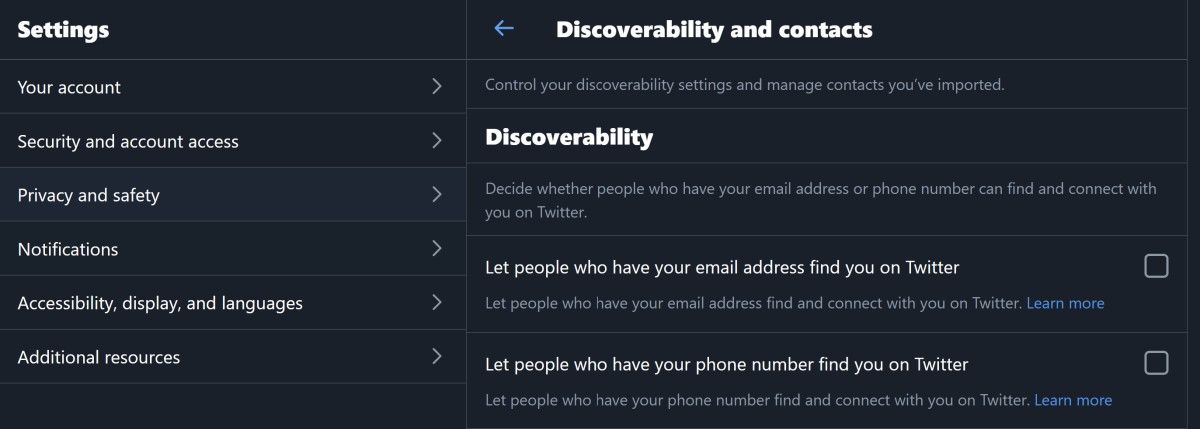 Settings
Your account
Security and account access
Privacy and safety
Notifications
Accessibility, display, and languages
Additional resources
Discoverability and contacts
Control your discoverability settings and manage contacts you've imported.
Discoverability
Decide whether people who have your email address or phone number can find and connect with
you on Twitter.
Let people who have your email address find you on Twitter
Let people who have your email address find and connect with you on Twitter. Learn more
Let people who have your phone number find you on Twitter
Let people who have your phone number find and connect with you on Twitter. Learn more